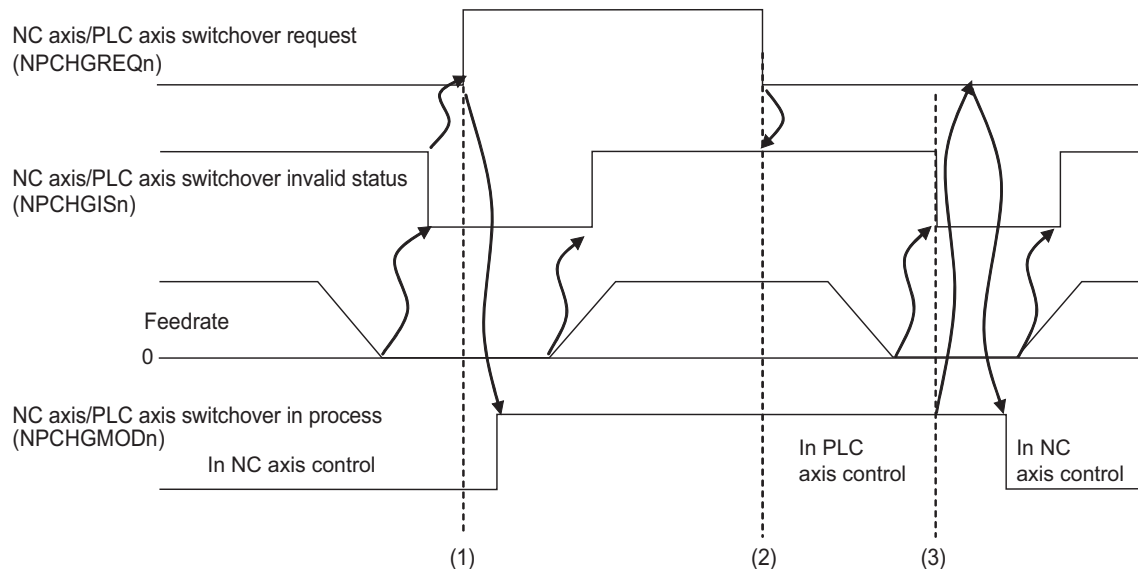 NC axis/PLC axis switchover request
(NPCHGREQn)
NC axis/PLC axis switchover invalid status
(NPCHGISn)
Feedrate
0
NC axis/PLC axis switchover in process
(NPCHGMODn)
In NC axis control
In PLC
axis control
In NC
axis control
(1)
(2)
(3)